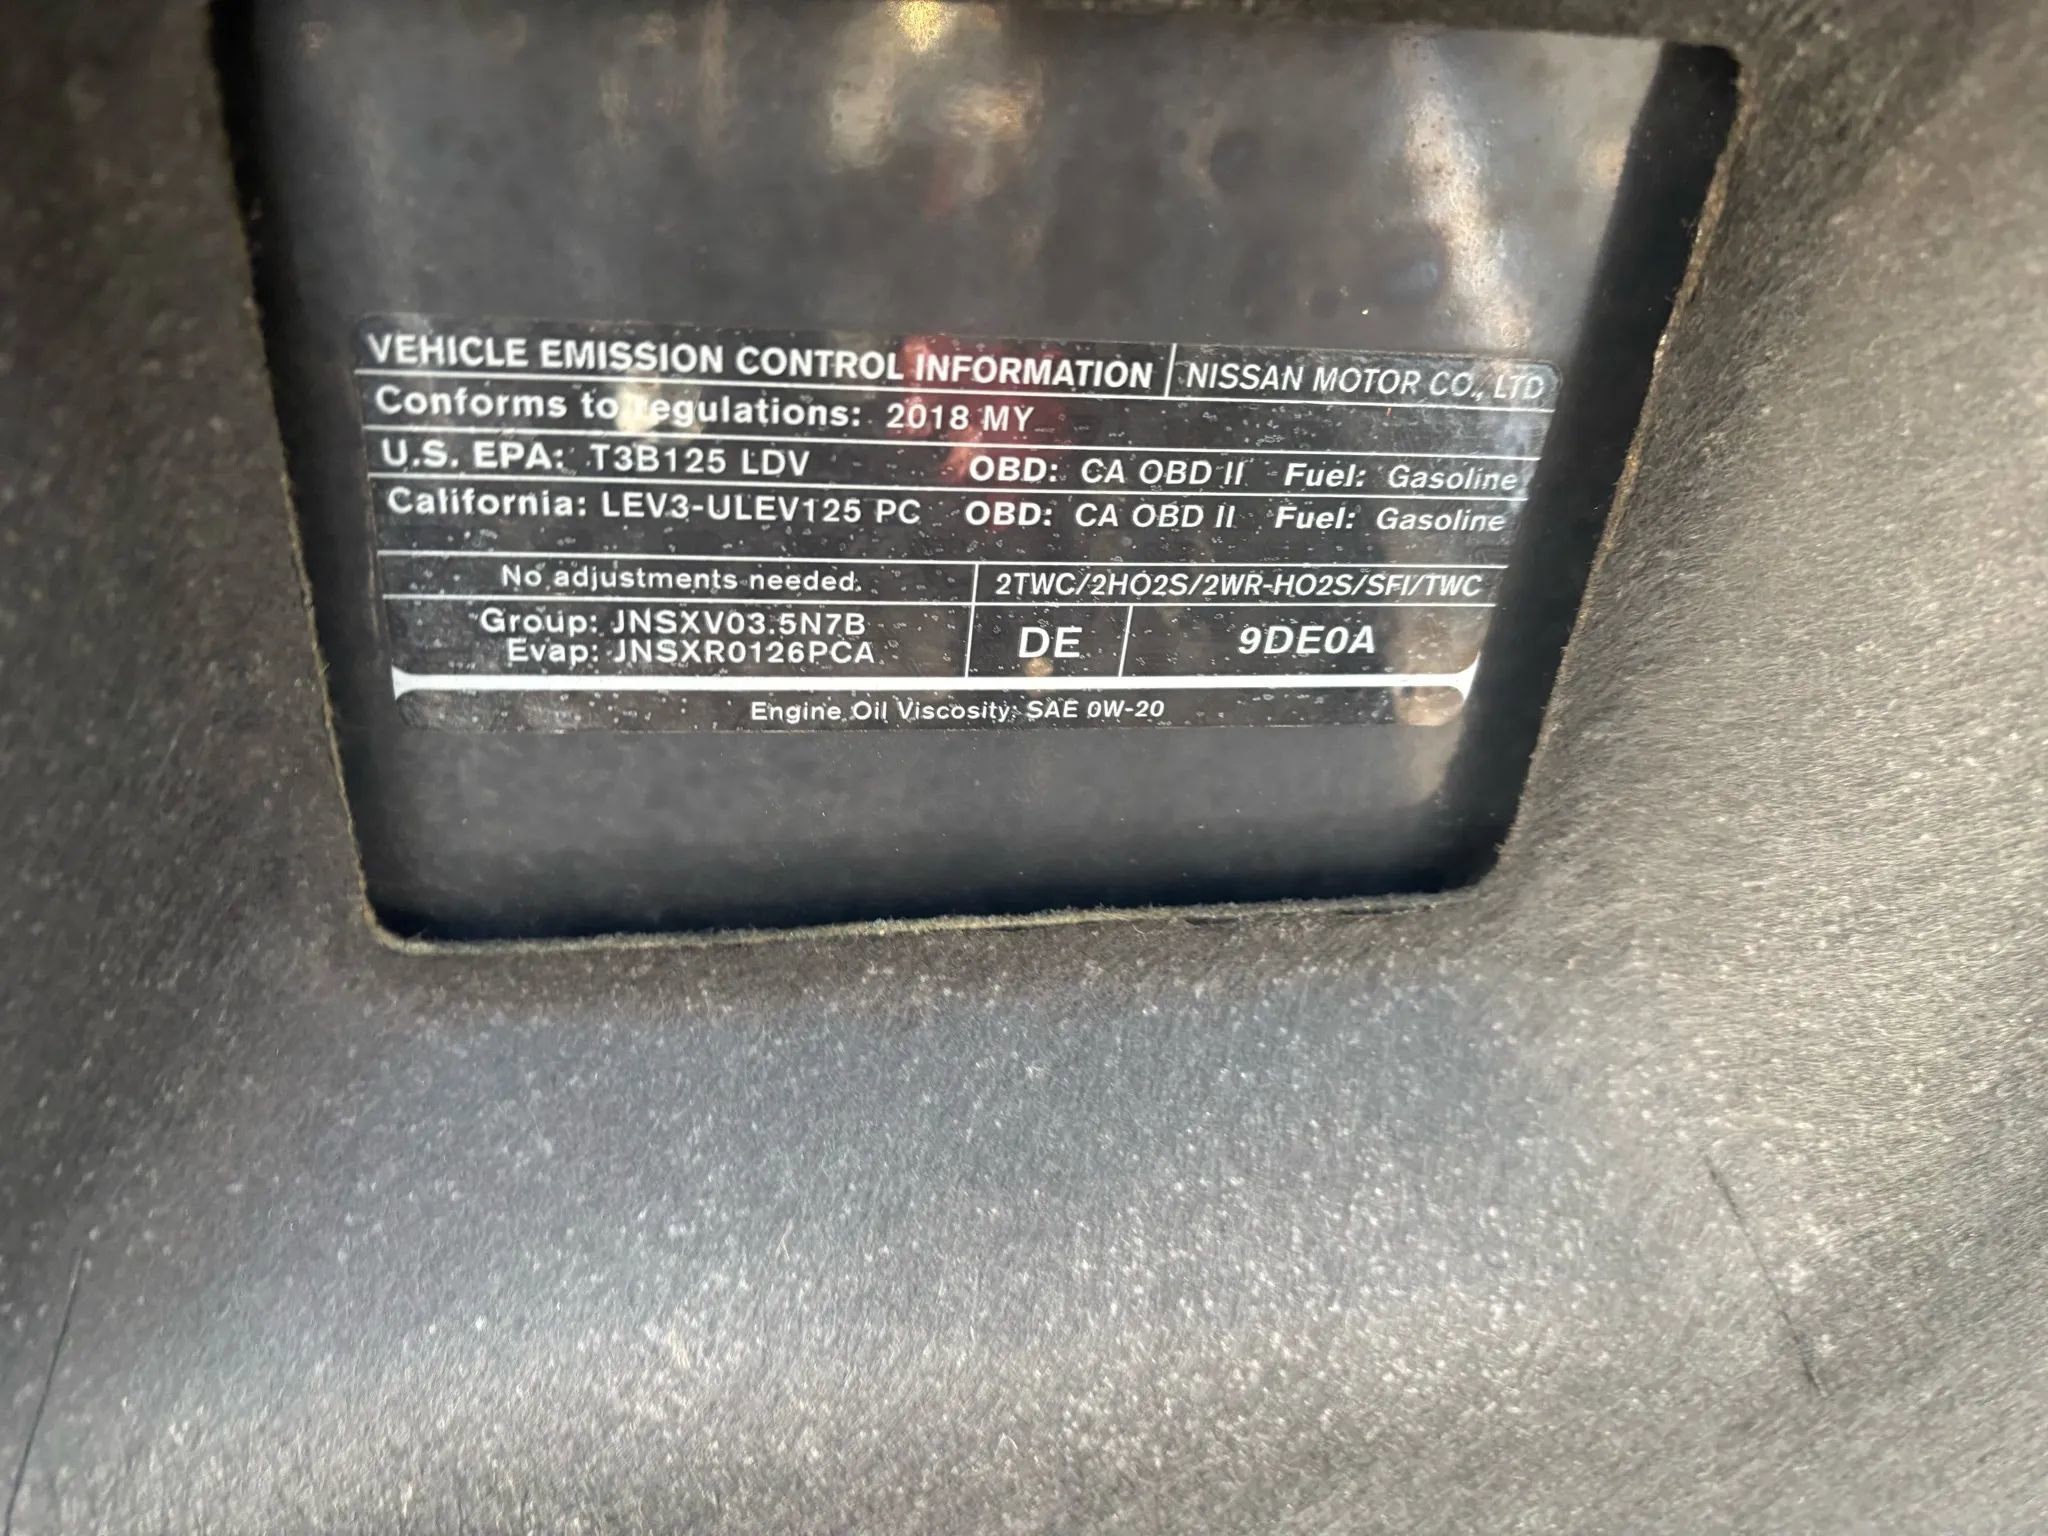 VEHICLE EMISSION CONTROL INFORMATION NISSAN MOTOR CO., LTD
Conforms to regulations: 2018 MY
U.S. EPA: T3B125 LDV OBD: CA OBD II Fuel: Gasoline
California: LEV3-ULEV125 PC OBD: CA OBD II Fuel: Gasoline
No adjustments needed. 2TWC/2HO2S/2WR-HO2S/SFI/TWC
Group: JNSXV03.5N7B
Evap: JNSXR0126PCA
DE 9DE0A
Engine Oil Viscosity: SAE 0W-20